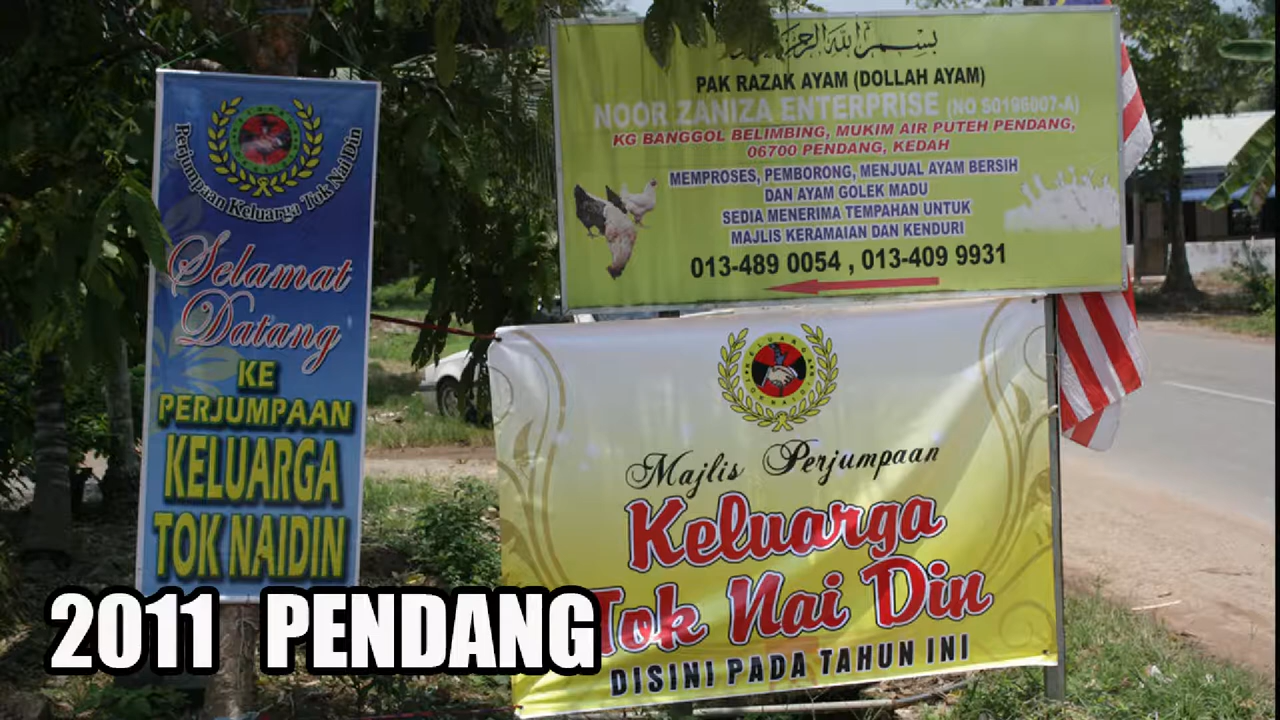 Perjumpaan Keluarga Tok Nai Din
Selamat
Datang
KE
PERJUMPAAN
KELUARGA
TOK NAIDIN
بسم الله الرحمن الرحيم
PAK RAZAK AYAM (DOLLAH AYAM)
NOOR ZANIZA ENTERPRISE (NO S0196007-A)
KG BANGGOL BELIMBING, MUKIM AIR PUTEH PENDANG,
06700 PENDANG, KEDAH
MEMPROSES, PEMBORONG, MENJUAL AYAM BERSIH
DAN AYAM GOLEK MADU
SEDIA MENERIMA TEMPAHAN UNTUK
MAJLIS KERAMAIAN DAN KENDURI
013-489 0054 , 013-409 9931
KELUARGA
Majlis Perjumpaan
Keluarga
Tok Nai Din
DISINI PADA TAHUN INI
2011 PENDANG